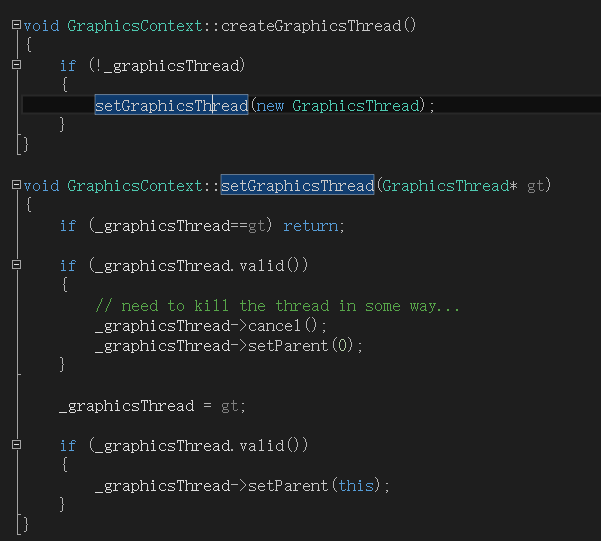 void GraphicsContext::createGraphicsThread()
{
    if (!_graphicsThread)
    {
        setGraphicsThread(new GraphicsThread);
    }
}
void GraphicsContext::setGraphicsThread(GraphicsThread* gt)
{
    if (_graphicsThread==gt) return;
    if (_graphicsThread.valid())
    {
        // need to kill the thread in some way...
        _graphicsThread->cancel();
        _graphicsThread->setParent(0);
    }
    _graphicsThread = gt;
    if (_graphicsThread.valid())
    {
        _graphicsThread->setParent(this);
    }
}